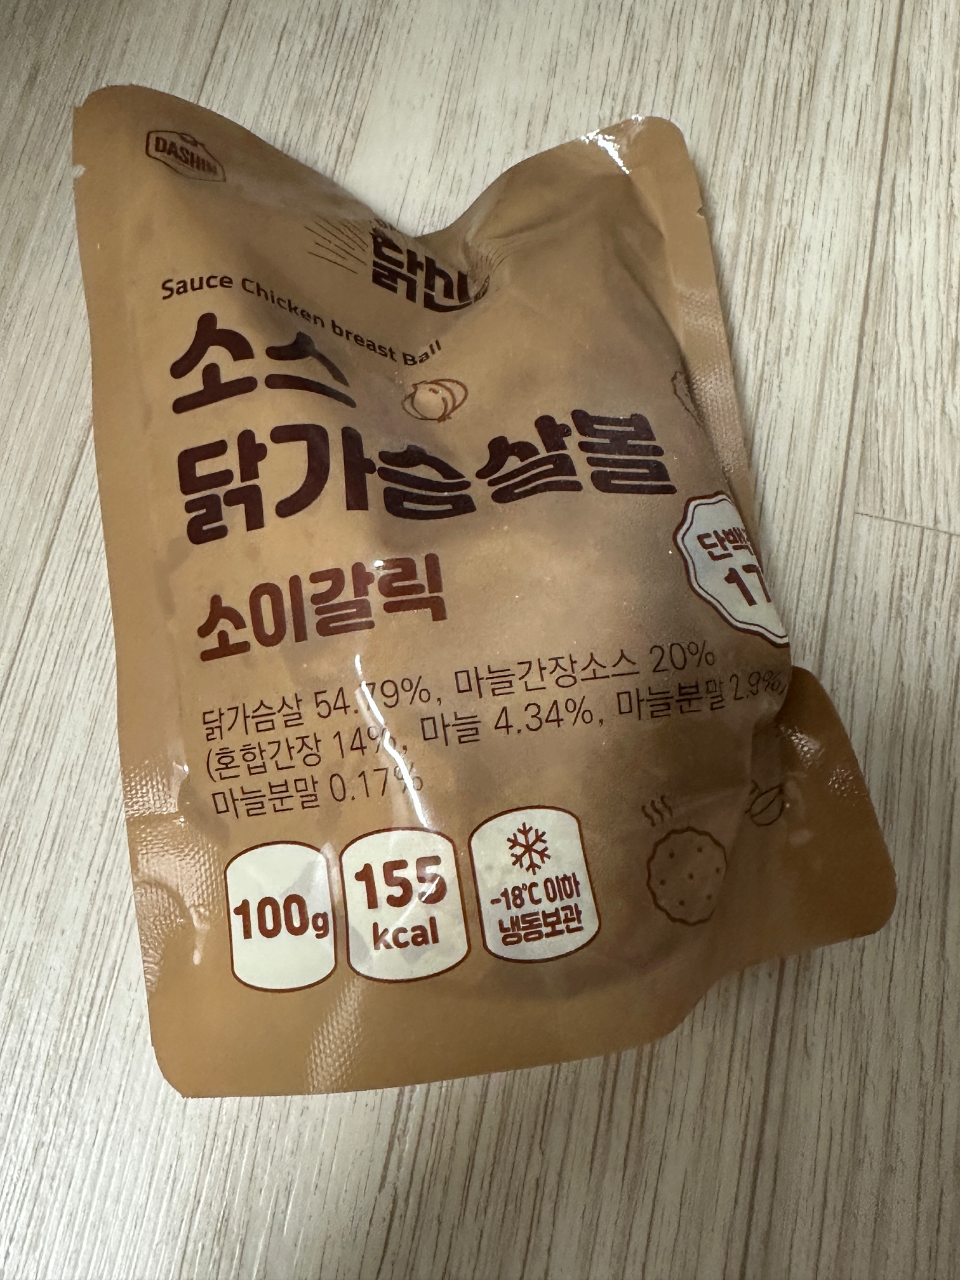 DASHIN
닭신
Sauce Chicken breast Ball
소스
닭가슴살볼
소이갈릭
17
닭가슴살 54.79%, 마늘간장소스 20%
(혼합간장 14%, 마늘 4.34%, 마늘분말 2.9%)
마늘분말 0.17%
100g
155
kcal
-18℃ 이하
냉동보관